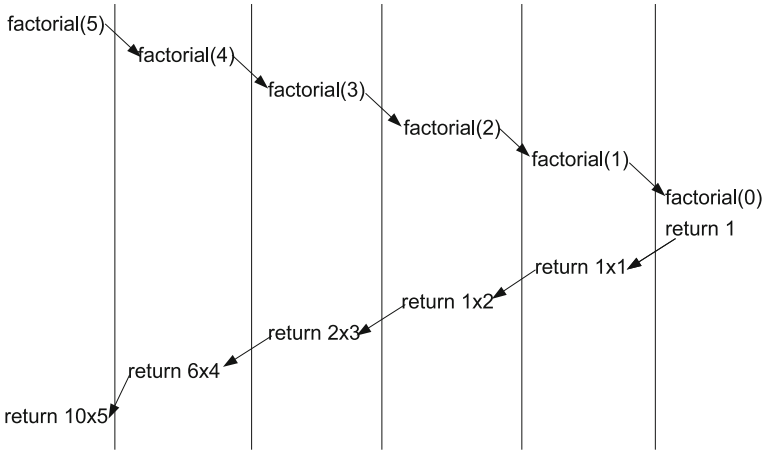 factorial(5)
factorial(4)
factorial(3)
factorial(2)
factorial(1)
factorial(0)
return 1
return 1x1
return 1x2
return 2x3
return 6x4
return 10x5